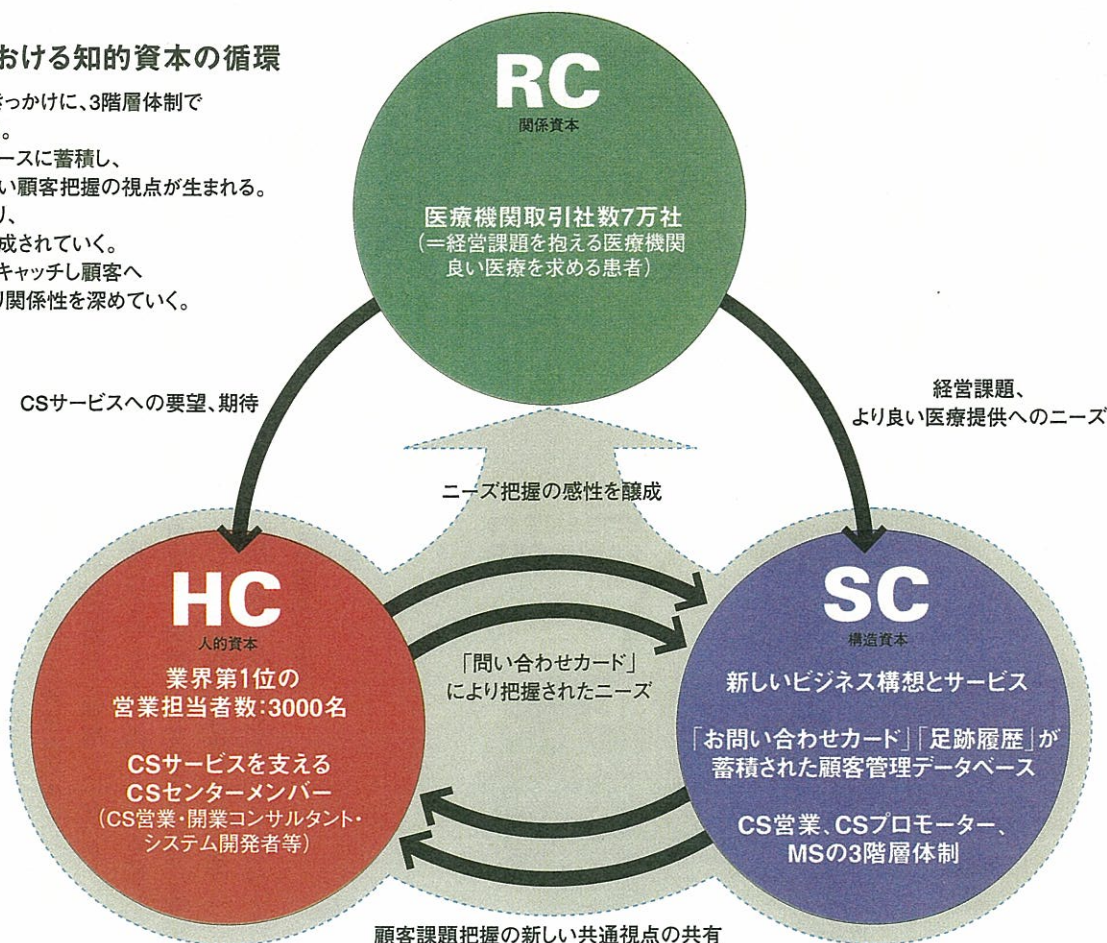 おける知的資本の循環
きっかけに、3階層体制で
。
ースに蓄積し、
い顧客把握の視点が生まれる。
り、
成されていく。
キャッチし顧客へ
り関係性を深めていく。
RC
関係資本
医療機関取引社数7万社
(=経営課題を抱える医療機関
良い医療を求める患者)
CSサービスへの要望、期待
経営課題、
より良い医療提供へのニーズ
ニーズ把握の感性を醸成
HC
人的資本
業界第1位の
営業担当者数:3000名
CSサービスを支える
CSセンターメンバー
(CS営業・開業コンサルタント・
システム開発者等)
「問い合わせカード」
により把握されたニーズ
SC
構造資本
新しいビジネス構想とサービス
「お問い合わせカード」「足跡履歴」が
蓄積された顧客管理データベース
CS営業、CSプロモーター、
MSの3階層体制
顧客課題把握の新しい共通視点の共有